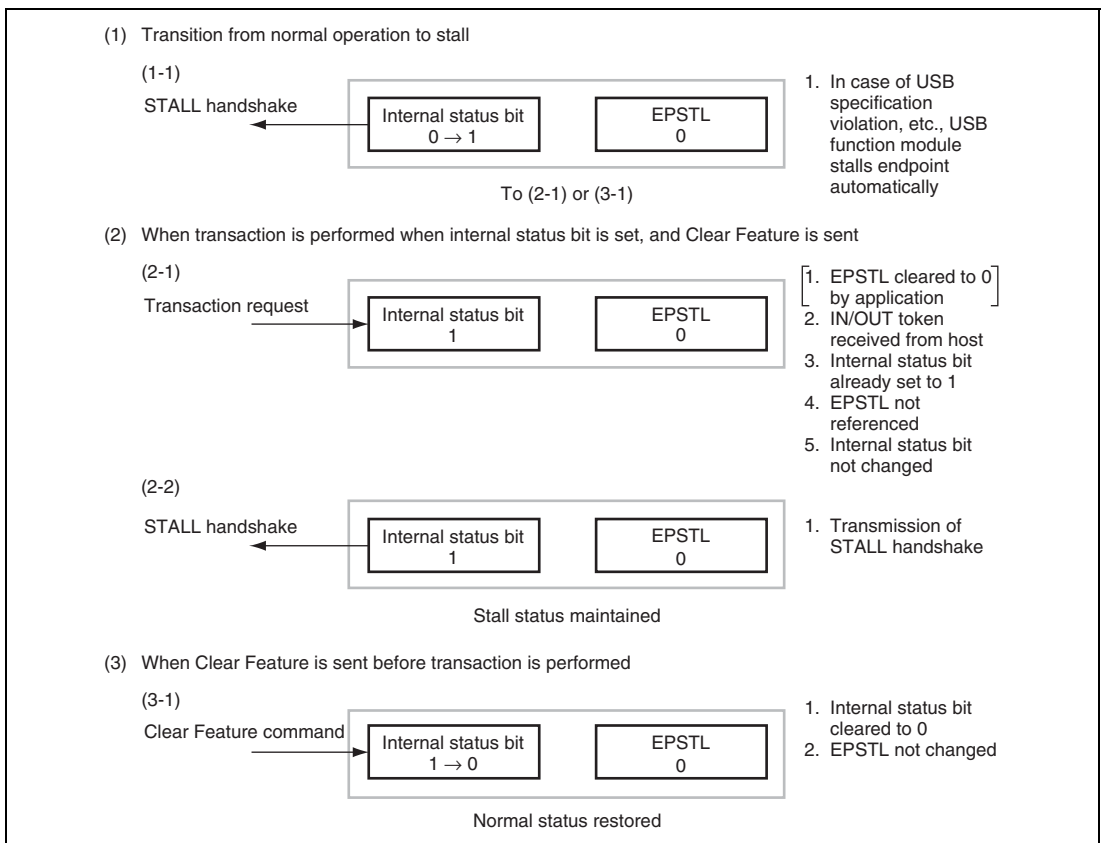 (1) Transition from normal operation to stall
(1-1)
STALL handshake
Internal status bit
0 → 1
EPSTL
0
1. In case of USB
specification
violation, etc., USB
function module
stalls endpoint
automatically
To (2-1) or (3-1)
(2) When transaction is performed when internal status bit is set, and Clear Feature is sent
(2-1)
Transaction request
Internal status bit
1
EPSTL
0
1. EPSTL cleared to 0
by application
2. IN/OUT token
received from host
3. Internal status bit
already set to 1
4. EPSTL not
referenced
5. Internal status bit
not changed
(2-2)
STALL handshake
Internal status bit
1
EPSTL
0
1. Transmission of
STALL handshake
Stall status maintained
(3) When Clear Feature is sent before transaction is performed
(3-1)
Clear Feature command
Internal status bit
1 → 0
EPSTL
0
1. Internal status bit
cleared to 0
2. EPSTL not changed
Normal status restored